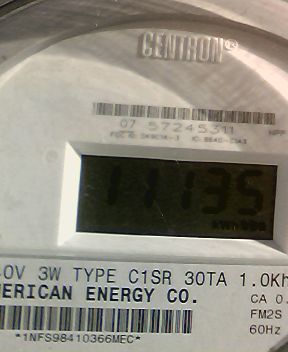 CENTRON®
07 57245311
11135
0V 3W TYPE C1SR 30TA 1.0Kh
MERICAN ENERGY CO.
CA 0.
FM2S
60Hz
*1NFS98410366MEC*